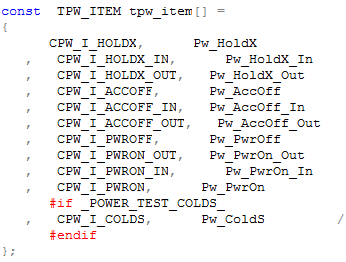 const  TPW_ITEM tpw_item[] =
{
      CPW_I_HOLDX,      Pw_HoldX
   ,   CPW_I_HOLDX_IN,      Pw_HoldX_In
   ,   CPW_I_HOLDX_OUT,   Pw_HoldX_Out
   ,   CPW_I_ACCOFF,      Pw_AccOff
   ,   CPW_I_ACCOFF_IN,   Pw_AccOff_In
   ,   CPW_I_ACCOFF_OUT,   Pw_AccOff_Out
   ,   CPW_I_PWROFF,      Pw_PwrOff
   ,   CPW_I_PWRON_OUT,   Pw_PwrOn_Out
   ,   CPW_I_PWRON_IN,      Pw_PwrOn_In
   ,   CPW_I_PWRON,      Pw_PwrOn
      #if _POWER_TEST_COLDS_
   ,   CPW_I_COLDS,      Pw_ColdS            /
      #endif
};